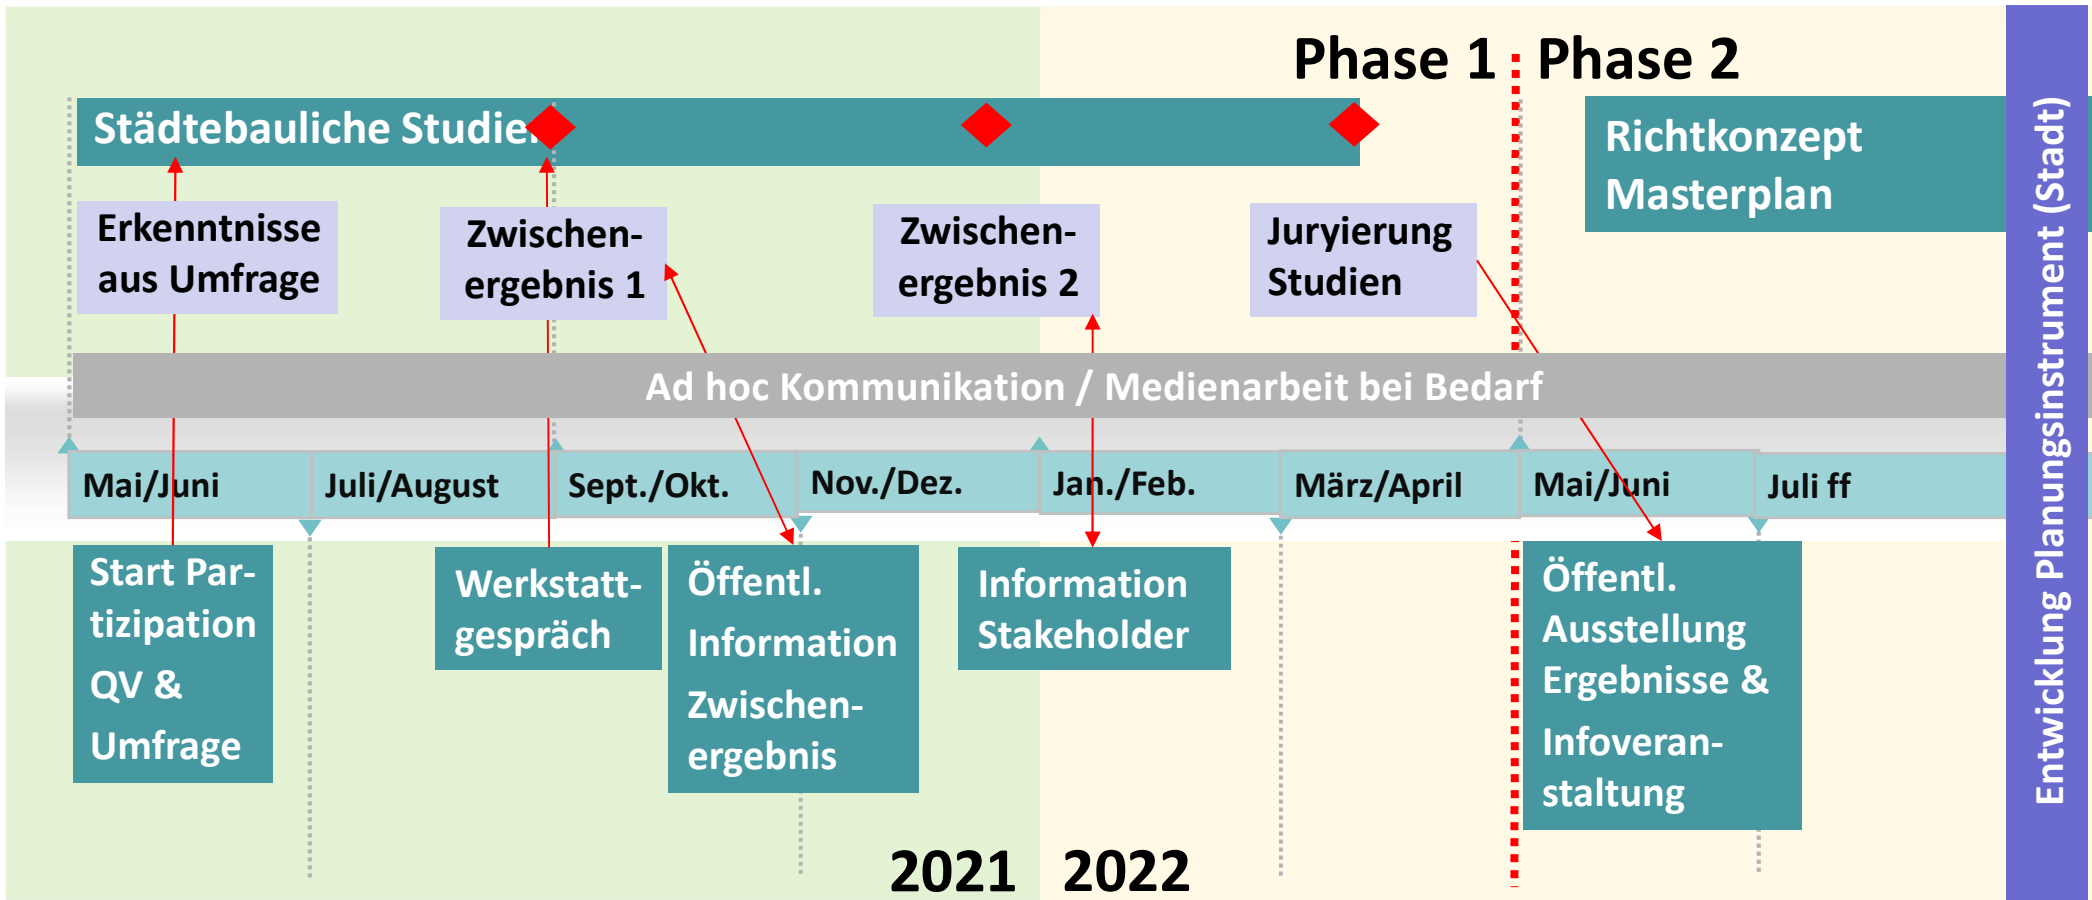 Phase 1
Phase 2
Städtebauliche Studie
Richtkonzept
Masterplan
Erkenntnisse
aus Umfrage
Zwischen-
ergebnis 1
Zwischen-
ergebnis 2
Juryierung
Studien
Ad hoc Kommunikation / Medienarbeit bei Bedarf
Mai/Juni
Juli/August
Sept./Okt.
Nov./Dez.
Jan./Feb.
März/April
Mai/Juni
Juli ff
Start Par-
tizipation
QV &
Umfrage
Werkstatt-
gespräch
Öffentl.
Information
Zwischen-
ergebnis
Information
Stakeholder
Öffentl.
Ausstellung
Ergebnisse &
Infoveran-
staltung
2021
2022
Entwicklung Planungsinstrument (Stadt)